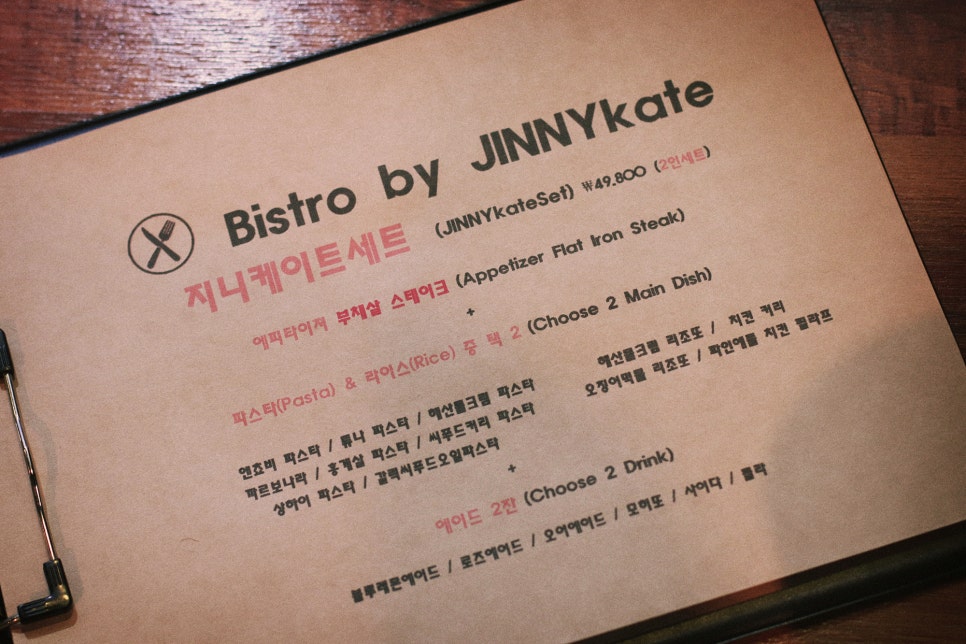 Bistro by JINNYkate
지니케이트세트 (JINNYkateSet) ₩49.800 (2인세트)
에피타이저 부채살 스테이크 (Appetizer Flat Iron Steak)
+
파스타(Pasta) & 라이스(Rice) 중 택 2 (Choose 2 Main Dish)
엔쵸비 파스타 / 튜나 파스타 / 해산물크림 파스타
까르보나라 / 홍게살 파스타 / 씨푸드커리 파스타
상하이 파스타 / 갈릭씨푸드오일파스타
해산물크림 리조또 / 치킨 커리
오징어먹물 리조또 / 파인애플 치킨 필라프
+
에이드 2잔 (Choose 2 Drink)
블루레몬에이드 / 로즈에이드 / 오이에이드 / 모히또 / 사이다 / 콜라